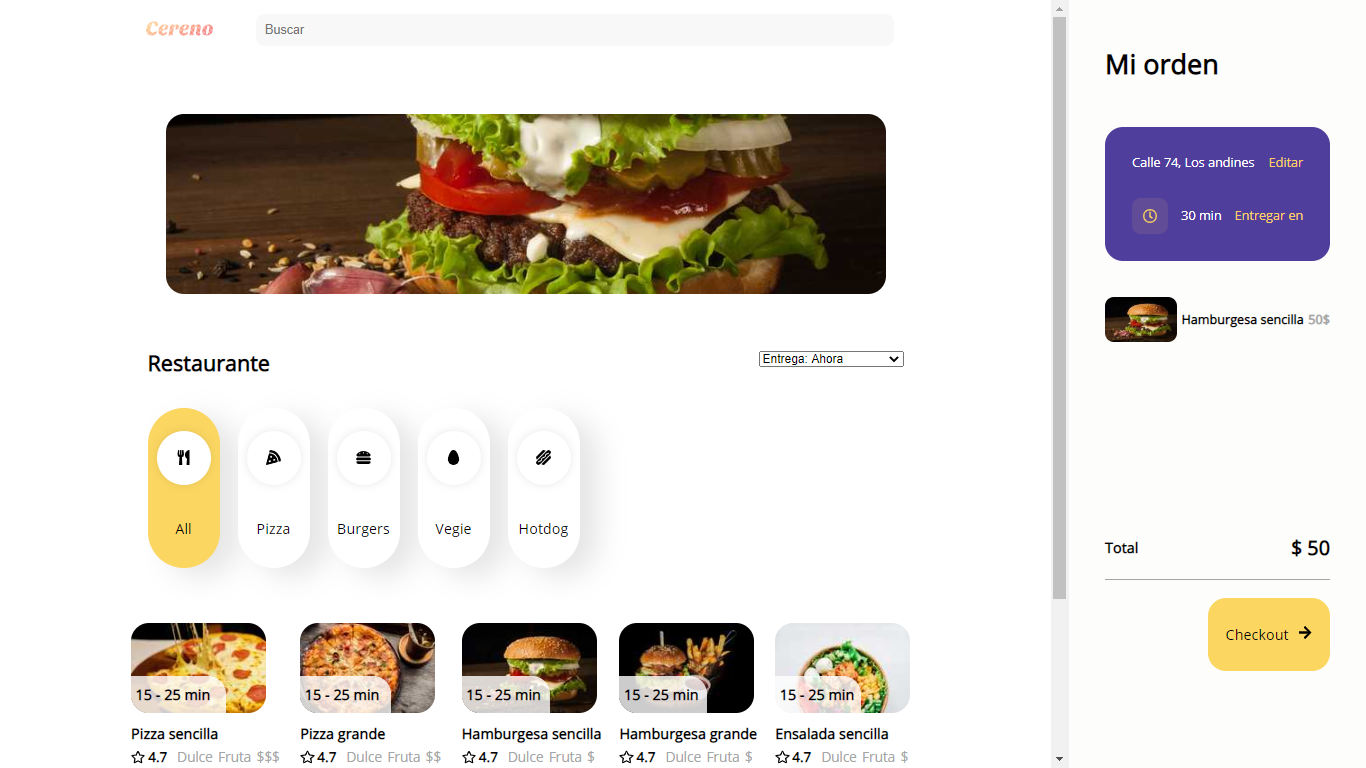 Cereno
Buscar
Restaurante
Entrega: Ahora
All
Pizza
Burgers
Vegie
Hotdog
15 - 25 min
Pizza sencilla
4.7 Dulce Fruta $$$
15 - 25 min
Pizza grande
4.7 Dulce Fruta $$
15 - 25 min
Hamburgesa sencilla
4.7 Dulce Fruta $
15 - 25 min
Hamburgesa grande
4.7 Dulce Fruta $
15 - 25 min
Ensalada sencilla
4.7 Dulce Fruta $
Mi orden
Calle 74, Los andines Editar
30 min Entregar en
Hamburgesa sencilla 50$
Total $ 50
Checkout